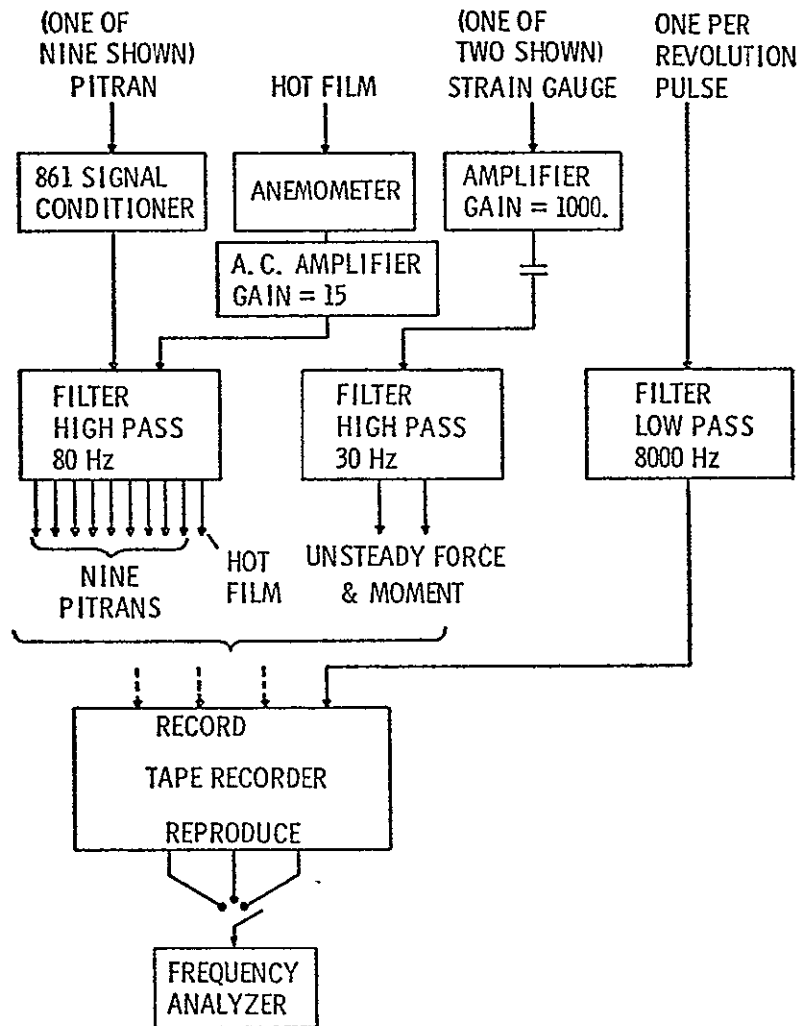 (ONE OF
NINE SHOWN)
PITRAN
HOT FILM
(ONE OF
TWO SHOWN)
STRAIN GAUGE
ONE PER
REVOLUTION
PULSE
861 SIGNAL
CONDITIONER
ANEMOMETER
AMPLIFIER
GAIN = 1000.
A.C. AMPLIFIER
GAIN = 15
FILTER
HIGH PASS
80 Hz
FILTER
HIGH PASS
30 Hz
FILTER
LOW PASS
8000 Hz
NINE
PITRANS
HOT
FILM
UNSTEADY FORCE
& MOMENT
RECORD
TAPE RECORDER
REPRODUCE
FREQUENCY
ANALYZER